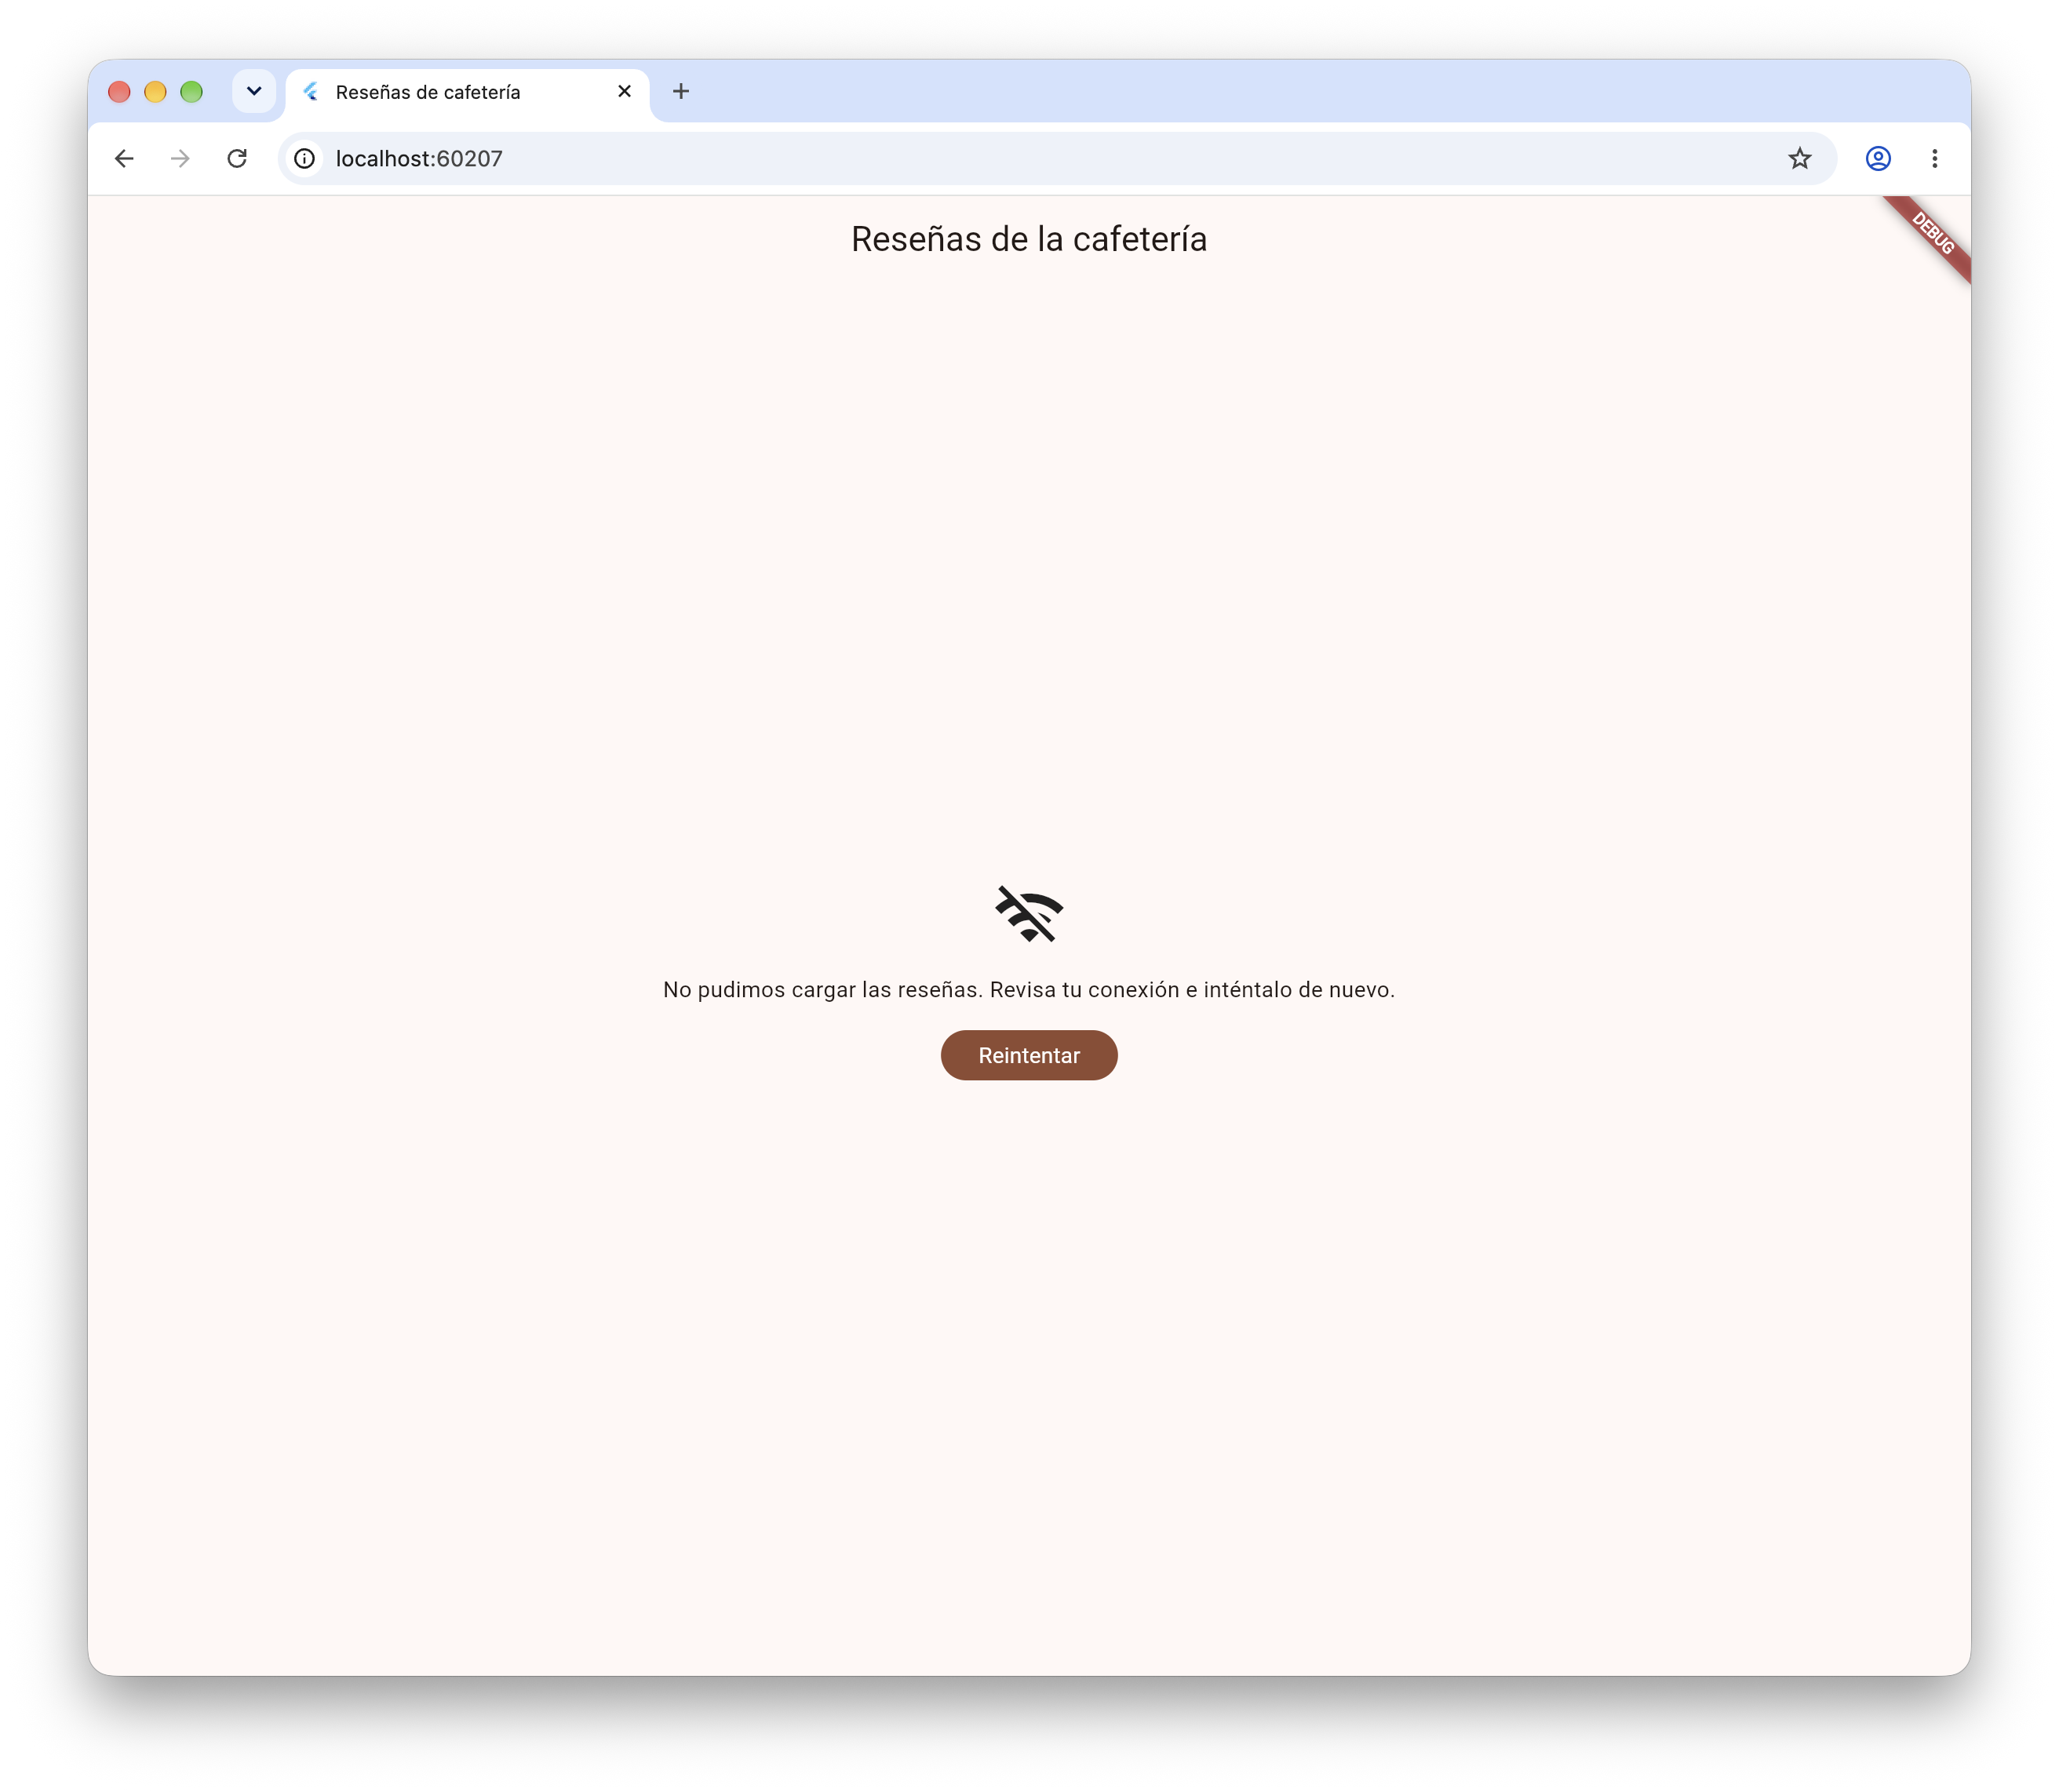 Reseñas de cafetería
localhost:60207
DEBUG
Reseñas de la cafetería
No pudimos cargar las reseñas. Revisa tu conexión e inténtalo de nuevo.
Reintentar